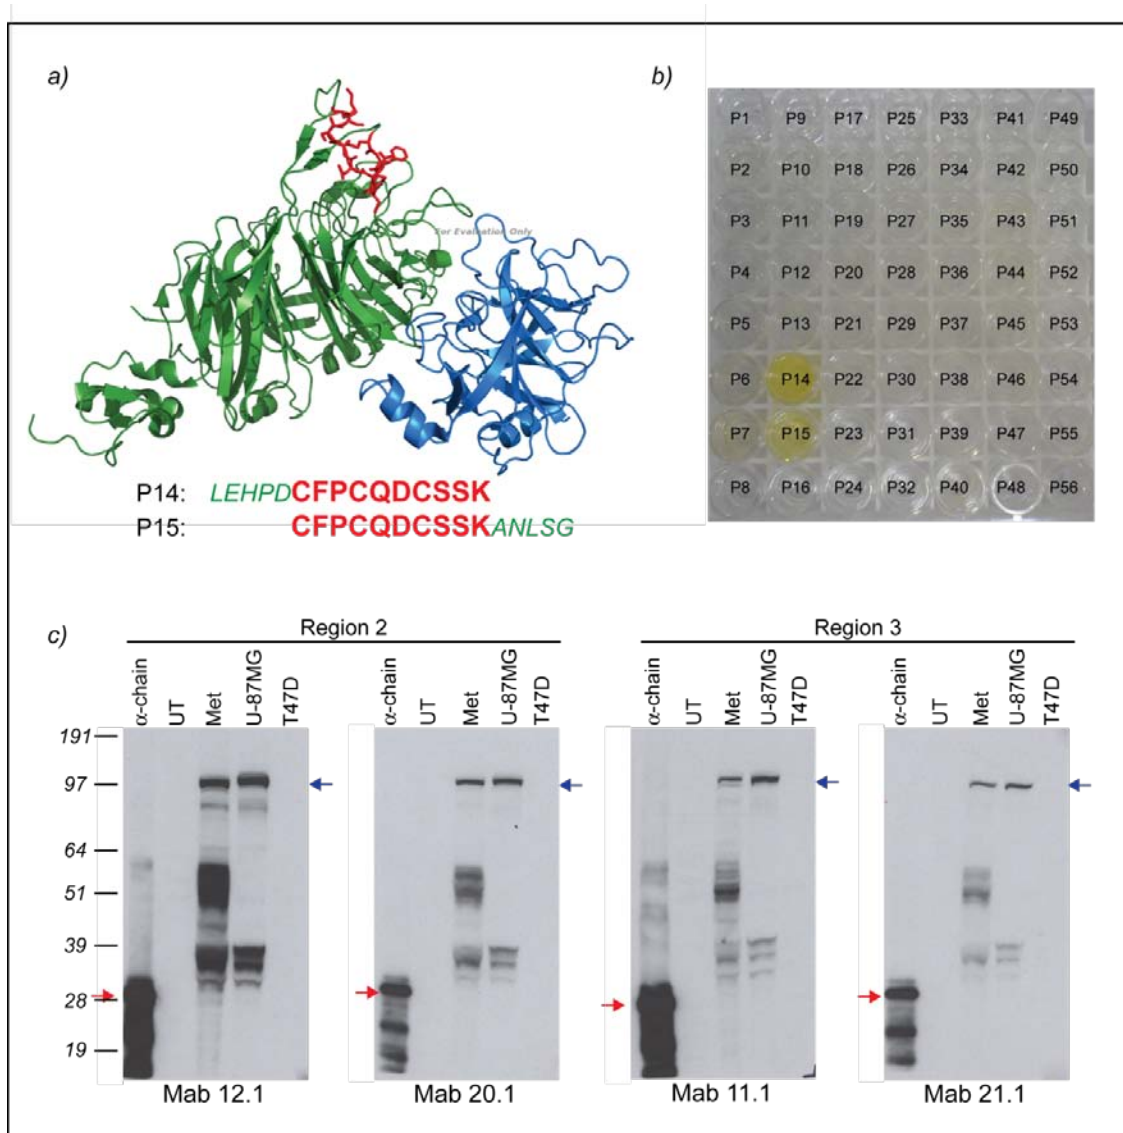 a)
b)
For Evaluation Only
P14: LEHPDCFPCQDCSSK
P15: CFPCQDCSSKANLSG
P1 P9 P17 P25 P33 P41 P49
P2 P10 P18 P26 P34 P42 P50
P3 P11 P19 P27 P35 P43 P51
P4 P12 P20 P28 P36 P44 P52
P5 P13 P21 P29 P37 P45 P53
P6 P14 P22 P30 P38 P46 P54
P7 P15 P23 P31 P39 P47 P55
P8 P16 P24 P32 P40 P48 P56
c)
Region 2
Region 3
α-chain UT Met U-87MG T47D
α-chain UT Met U-87MG T47D
α-chain UT Met U-87MG T47D
α-chain UT Met U-87MG T47D
191
97
64
51
39
28
19
Mab 12.1
Mab 20.1
Mab 11.1
Mab 21.1